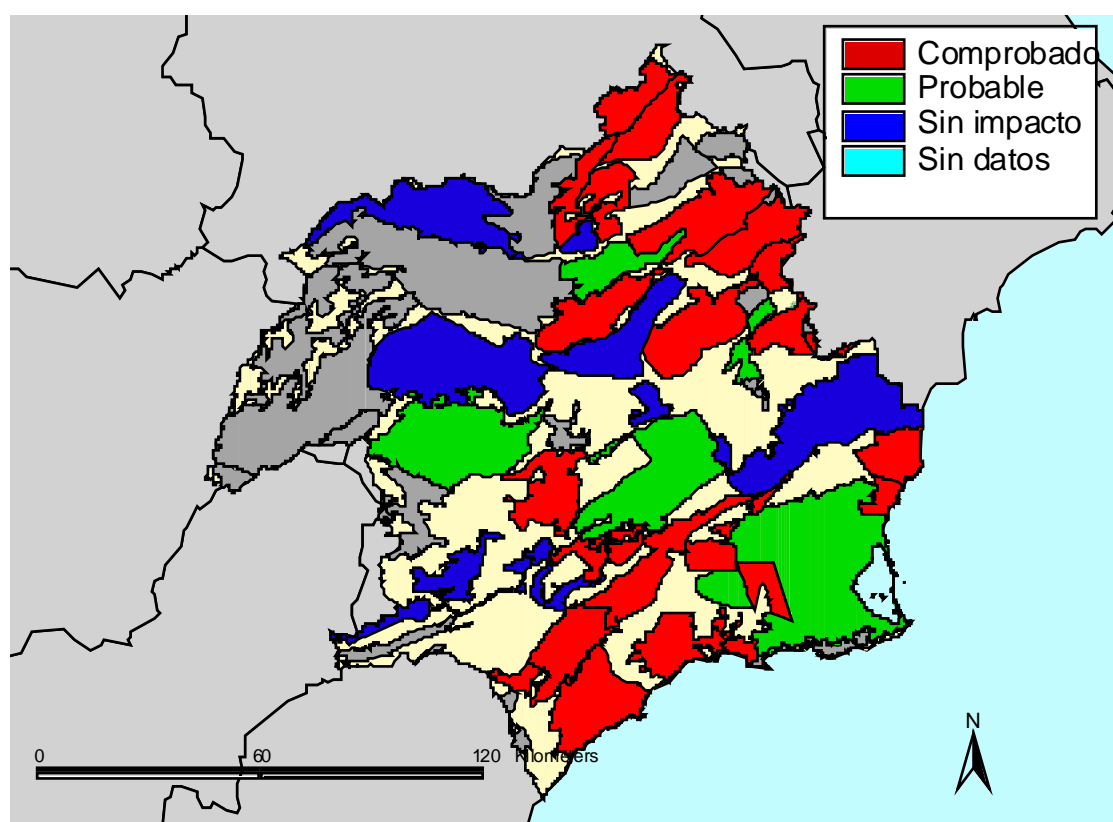 Comprobado
Probable
Sin impacto
Sin datos
N
0 60 120 Kilometers